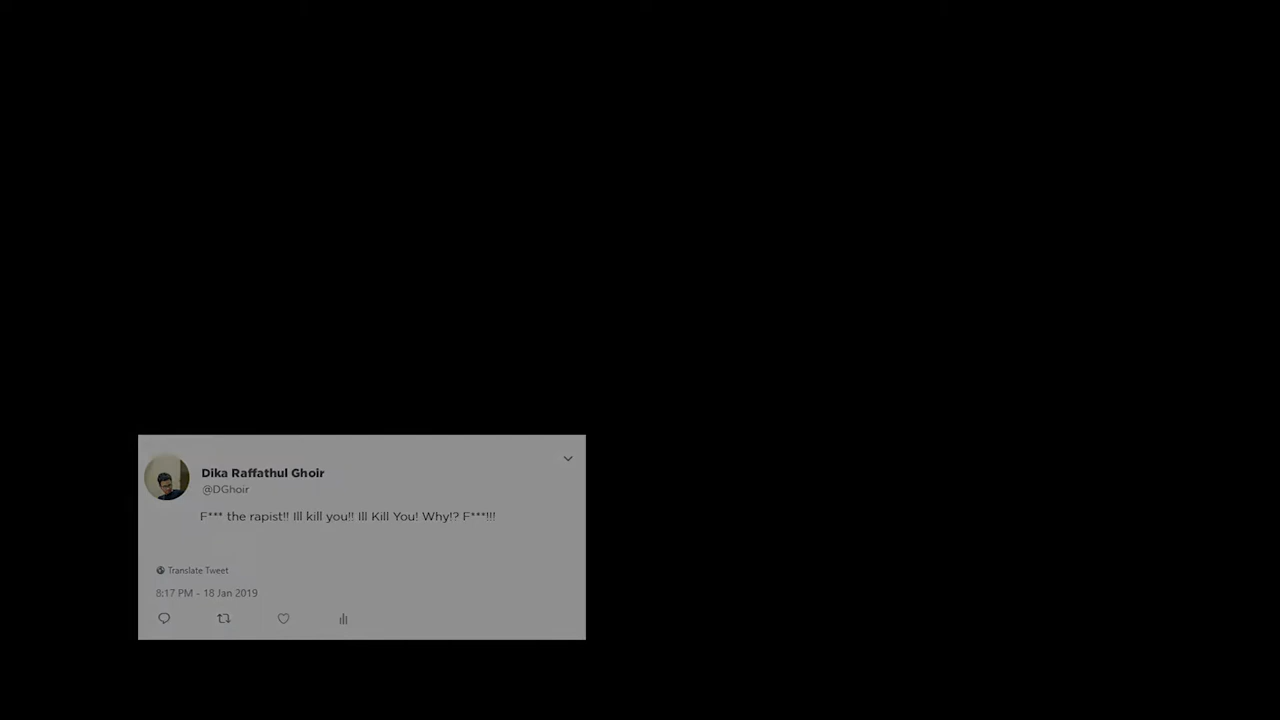 Dika Raffathul Ghoir
@DGhoir
F*** the rapist!! Ill kill you!! Ill Kill You! Why!? F***!!!
Translate Tweet
8:17 PM - 18 Jan 2019